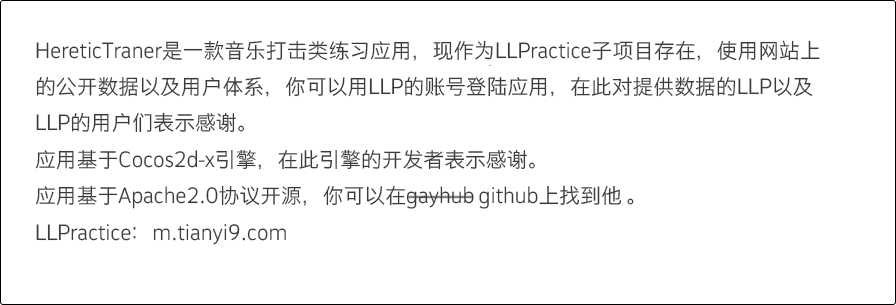 HereticTraner是一款音乐打击类练习应用，现作为LLPractice子项目存在，使用网站上
的公开数据以及用户体系，你可以用LLP的账号登陆应用，在此对提供数据的LLP以及
LLP的用户们表示感谢。
应用基于Cocos2d-x引擎，在此引擎的开发者表示感谢。
应用基于Apache2.0协议开源，你可以在gayhub github上找到他 。
LLPractice：m.tianyi9.com